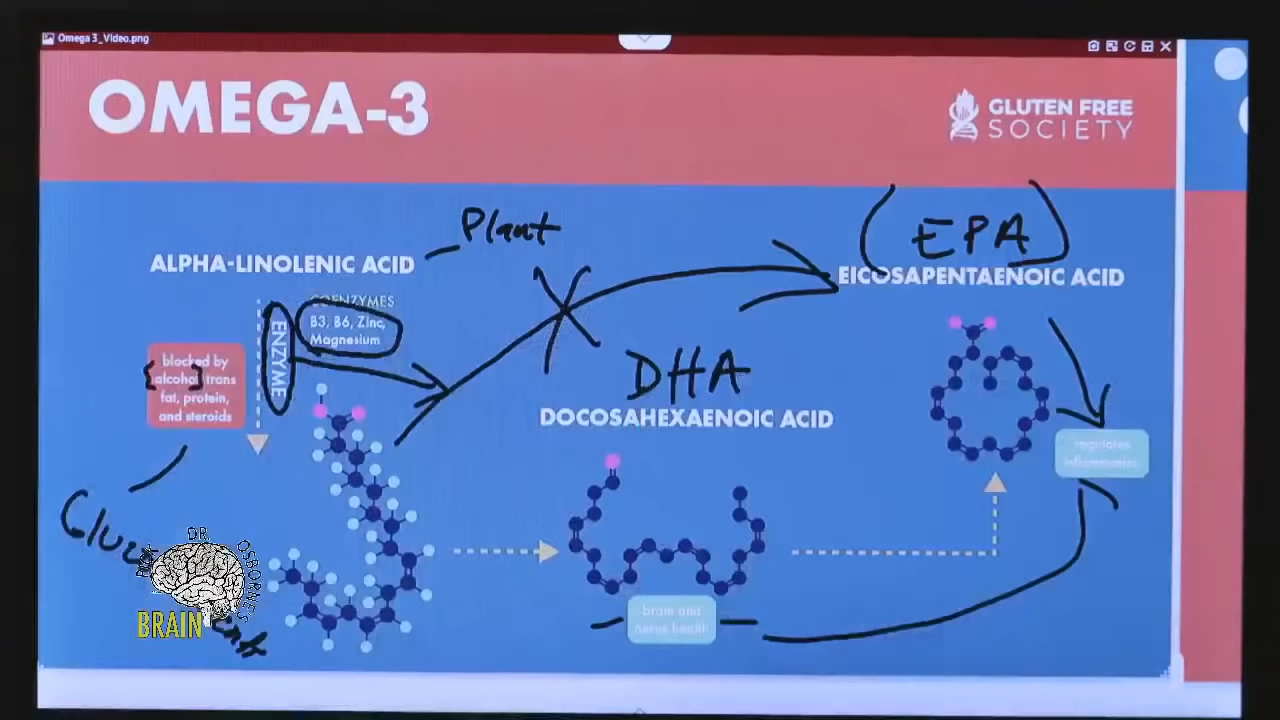 Omega 3_Video.png
OMEGA-3
GLUTEN FREE
SOCIETY
Plant
(EPA)
ALPHA-LINOLENIC ACID
EICOSAPENTAENOIC ACID
COENZYMES
B3, B6, Zinc,
Magnesium
ENZYME
blocked by
alcohol, trans
fat, protein,
and steroids
DHA
DOCOSAHEXAENOIC ACID
regulates
inflammation
DR
OSBORNE'S
BRAIN
brain and
nerve health